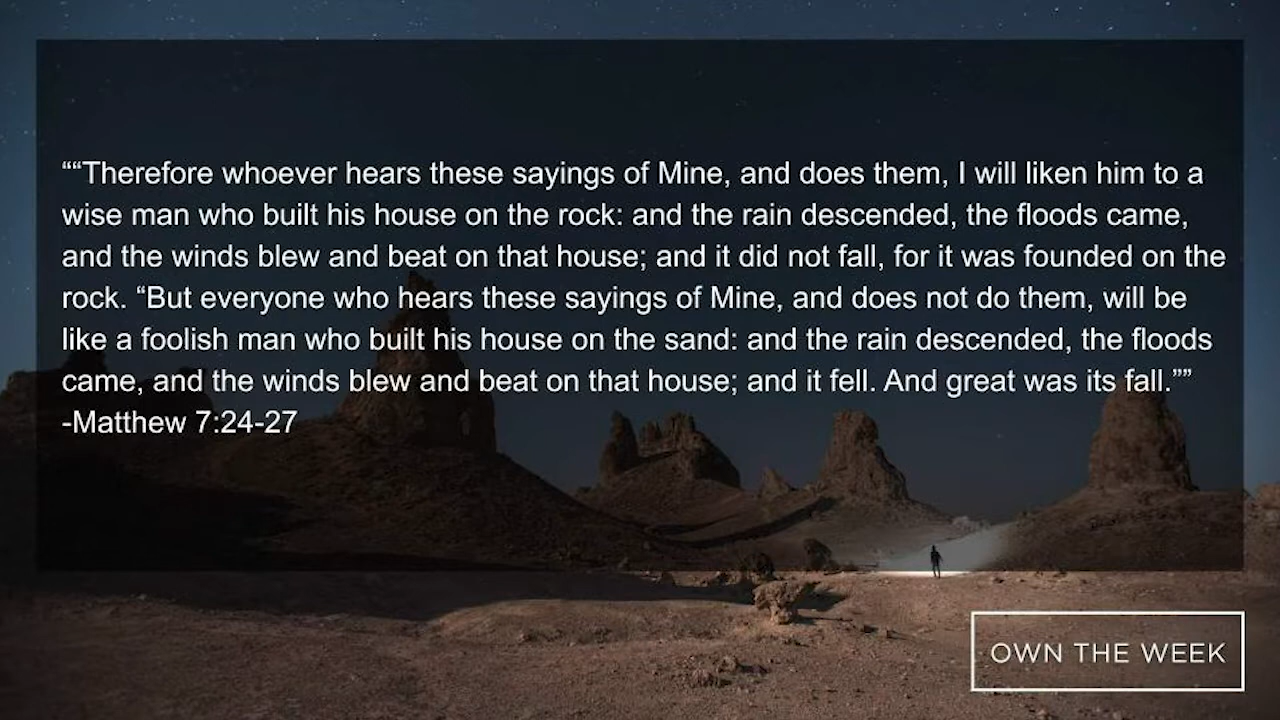 ““Therefore whoever hears these sayings of Mine, and does them, I will liken him to a
wise man who built his house on the rock: and the rain descended, the floods came,
and the winds blew and beat on that house; and it did not fall, for it was founded on the
rock. “But everyone who hears these sayings of Mine, and does not do them, will be
like a foolish man who built his house on the sand: and the rain descended, the floods
came, and the winds blew and beat on that house; and it fell. And great was its fall.””
-Matthew 7:24-27
OWN THE WEEK